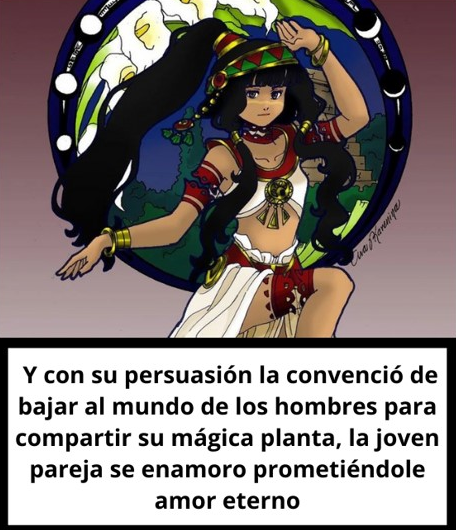 Y con su persuasión la convenció de
bajar al mundo de los hombres para
compartir su mágica planta, la joven
pareja se enamoro prometiéndole
amor eterno